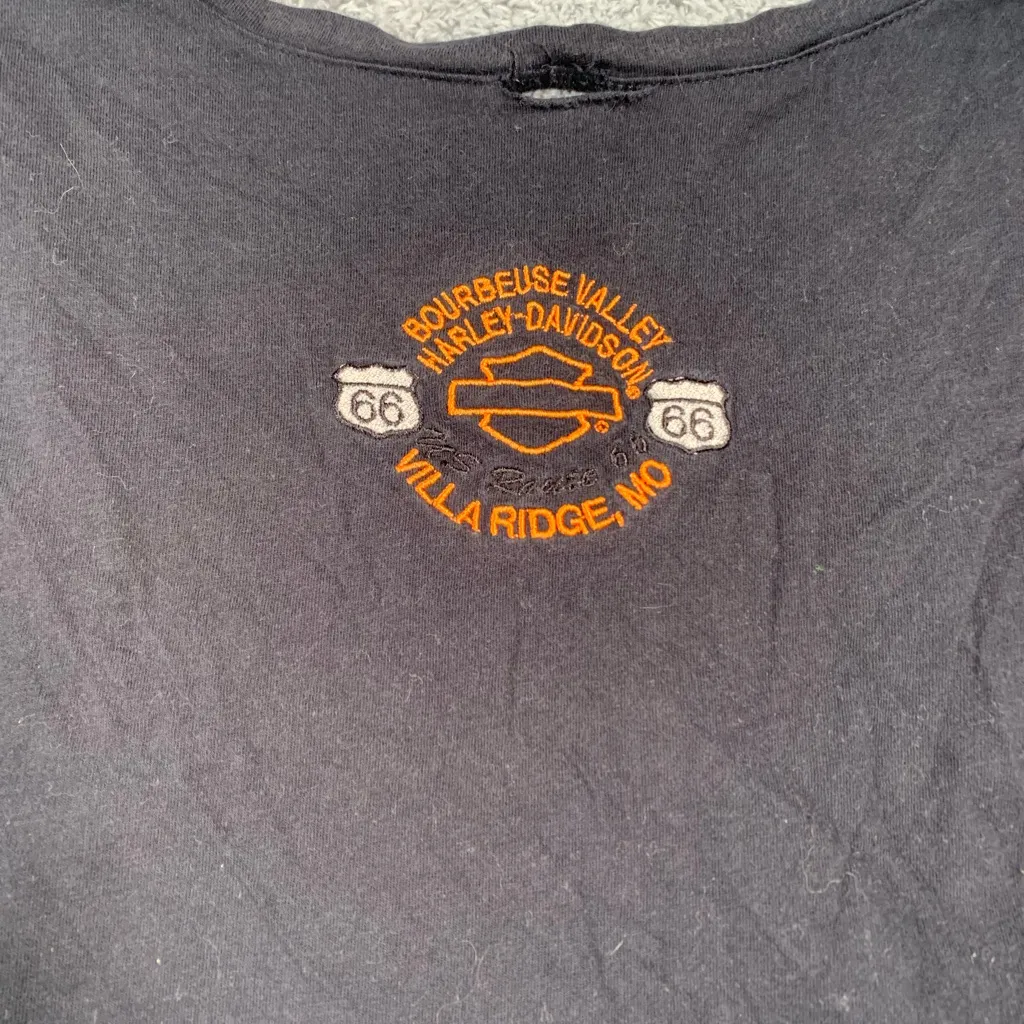 BOURBEUSE VALLEY
HARLEY-DAVIDSON®
66
66
US Route 66
VILLA RIDGE, MO